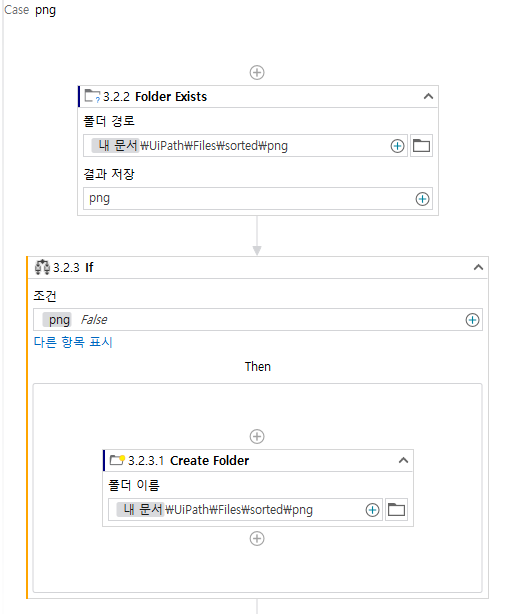 Case png
3.2.2 Folder Exists
폴더 경로
내 문서₩UiPath₩Files₩sorted₩png
결과 저장
png
3.2.3 If
조건
png False
다른 항목 표시
Then
3.2.3.1 Create Folder
폴더 이름
내 문서₩UiPath₩Files₩sorted₩png